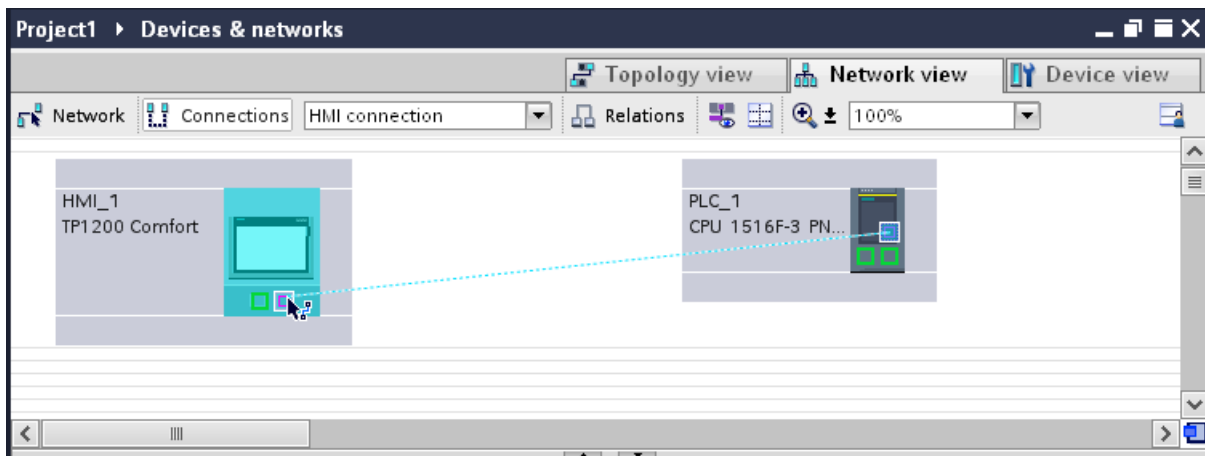 Project1 ▸ Devices & networks
Topology view Network view Device view
Network Connections HMI connection Relations 100%
HMI_1
TP1200 Comfort
PLC_1
CPU 1516F-3 PN...